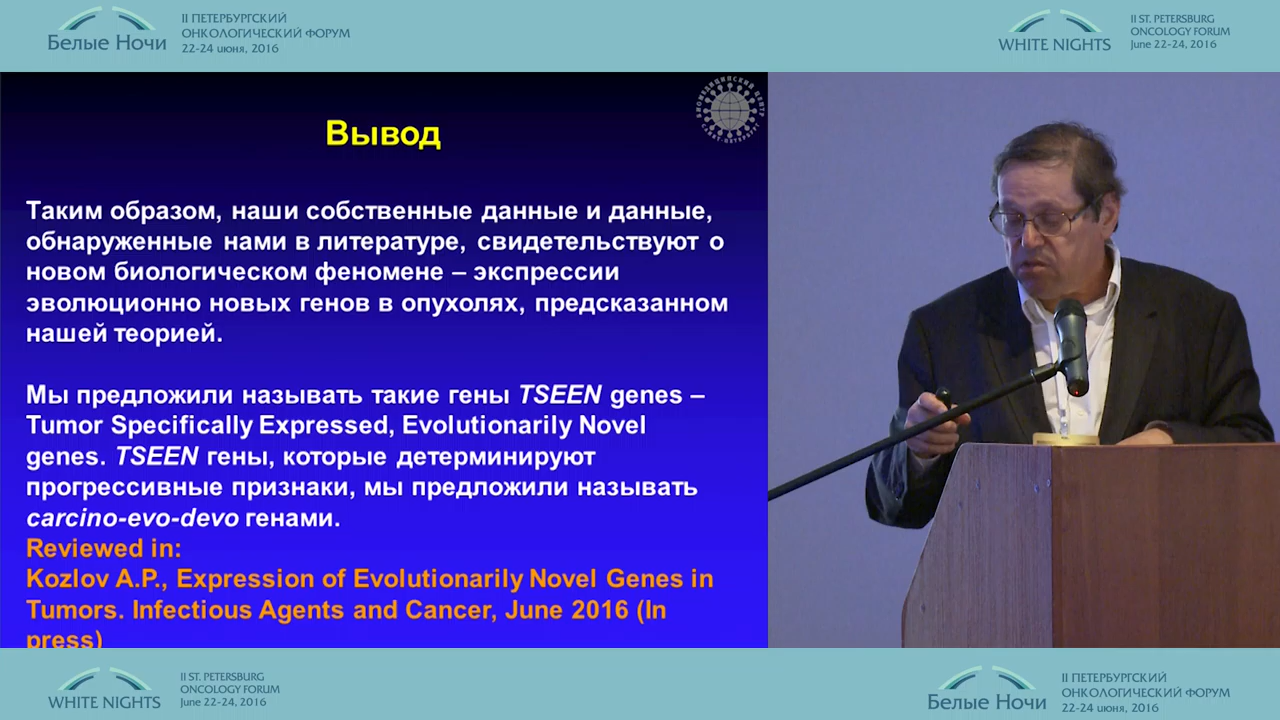 Белые Ночи
II ПЕТЕРБУРГСКИЙ
ОНКОЛОГИЧЕСКИЙ ФОРУМ
22-24 июня, 2016
WHITE NIGHTS
II ST. PETERSBURG
ONCOLOGY FORUM
June 22-24, 2016
БИОМЕДИЦИНСКИЙ ЦЕНТР
САНКТ-ПЕТЕРБУРГ
Вывод
Таким образом, наши собственные данные и данные,
обнаруженные нами в литературе, свидетельствуют о
новом биологическом феномене – экспрессии
эволюционно новых генов в опухолях, предсказанном
нашей теорией.
Мы предложили называть такие гены TSEEN genes –
Tumor Specifically Expressed, Evolutionarily Novel
genes. TSEEN гены, которые детерминируют
прогрессивные признаки, мы предложили называть
carcino-evo-devo генами.
Reviewed in:
Kozlov A.P., Expression of Evolutionarily Novel Genes in
Tumors. Infectious Agents and Cancer, June 2016 (In
press)
WHITE NIGHTS
II ST. PETERSBURG
ONCOLOGY FORUM
June 22-24, 2016
Белые Ночи
II ПЕТЕРБУРГСКИЙ
ОНКОЛОГИЧЕСКИЙ ФОРУМ
22-24 июня, 2016